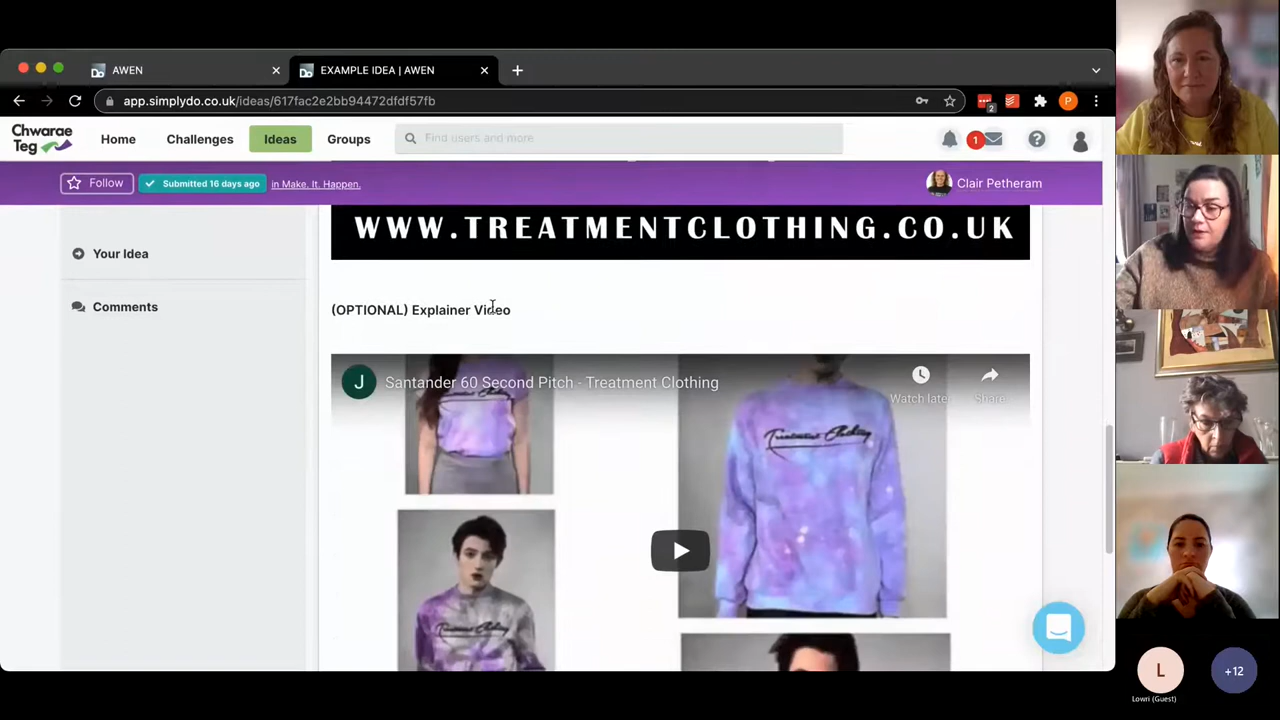 AWEN
EXAMPLE IDEA | AWEN
app.simplydo.co.uk/ideas/617fac2e2bb94472dfdf57fb
P
2
Chwarae
Teg
Home
Challenges
Ideas
Groups
Find users and more
1
Follow
Submitted 16 days ago
in Make. It. Happen.
Clair Petheram
Your Idea
Comments
WWW.TREATMENTCLOTHING.CO.UK
(OPTIONAL) Explainer Video
J
Santander 60 Second Pitch - Treatment Clothing
Watch late
Share
Treatment Clothing
Treatment Clothing
L
+12
Lowri (Guest)